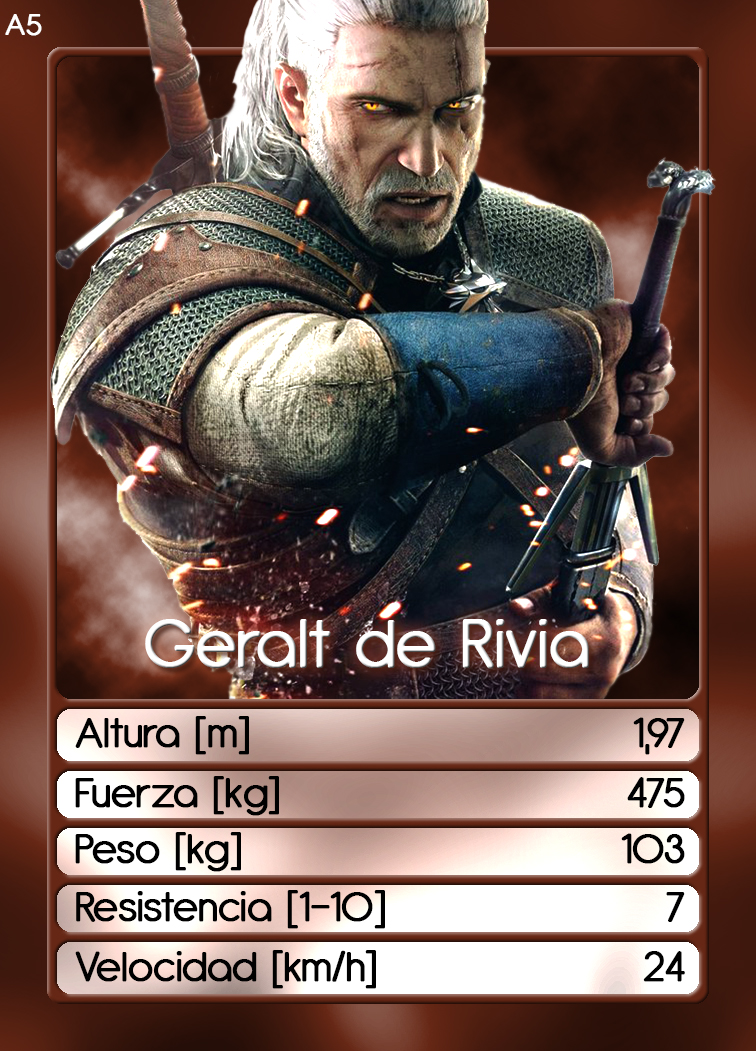 A5
Geralt de Rivia
Altura [m] 1,97
Fuerza [kg] 475
Peso [kg] 103
Resistencia [1-10] 7
Velocidad [km/h] 24